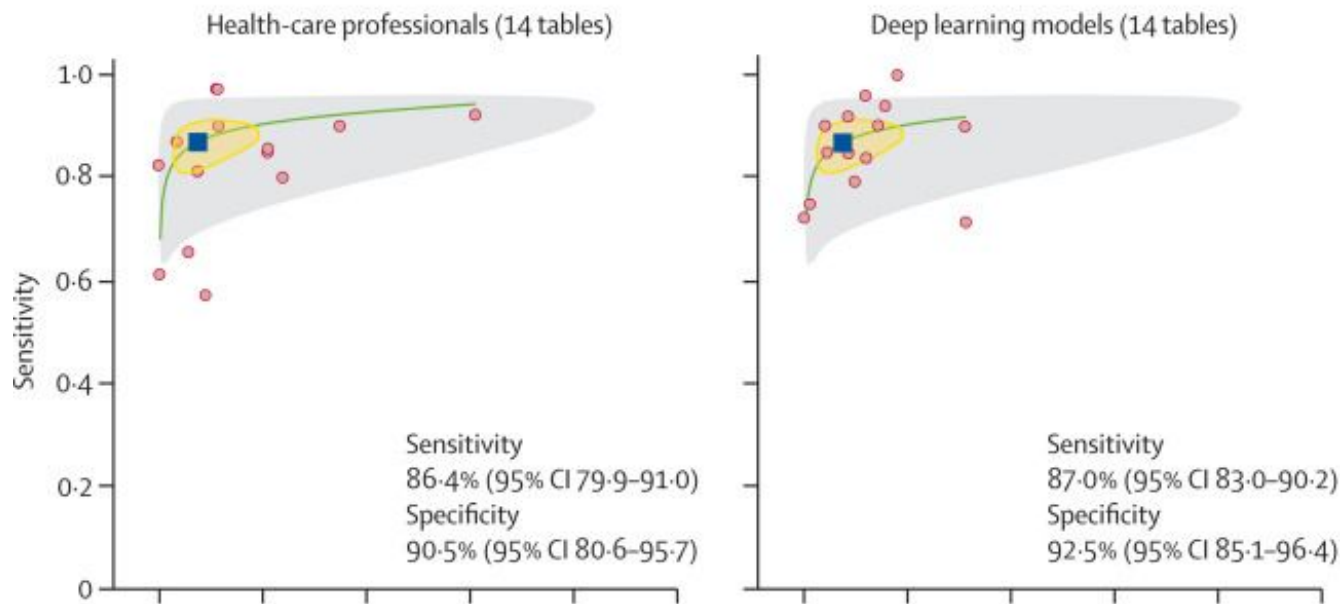 Health-care professionals (14 tables)
Deep learning models (14 tables)
Sensitivity
1·0
0·8
0·6
0·4
0·2
0
Sensitivity
86·4% (95% CI 79·9–91·0)
Specificity
90·5% (95% CI 80·6–95·7)
Sensitivity
87·0% (95% CI 83·0–90·2)
Specificity
92·5% (95% CI 85·1–96·4)